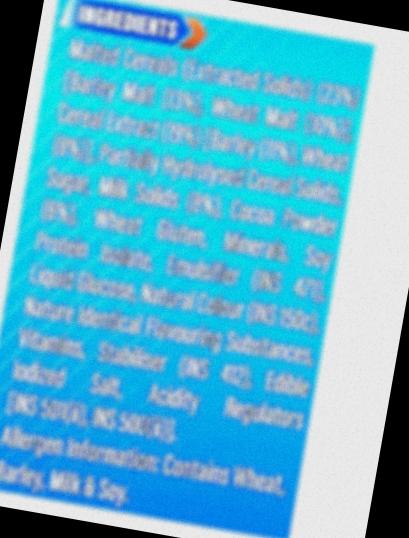 INGREDIENTS
Malted Cereals (Extracted Solids) (23%)
[Barley Malt (13%), Wheat Malt (10%)],
Cereal Extract (19%) [Barley (11%), Wheat
(8%)], Partially Hydrolysed Cereal Solids,
Sugar, Milk Solids Cocoa Powder
Wheat Gluten, Minerals, Soy
Protein Isolate, Emulsifier (INS 471),
Liquid Glucose, Natural Colour (INS 150c),
Nature Identical Flavouring Substances,
Vitamins, Stabiliser (INS 412), Edible
Iodized Salt, Acidity Regulators
[INS 501(ii), INS 500(ii)].
Allergen Information: Contains Wheat,
Barley, Milk & Soy.